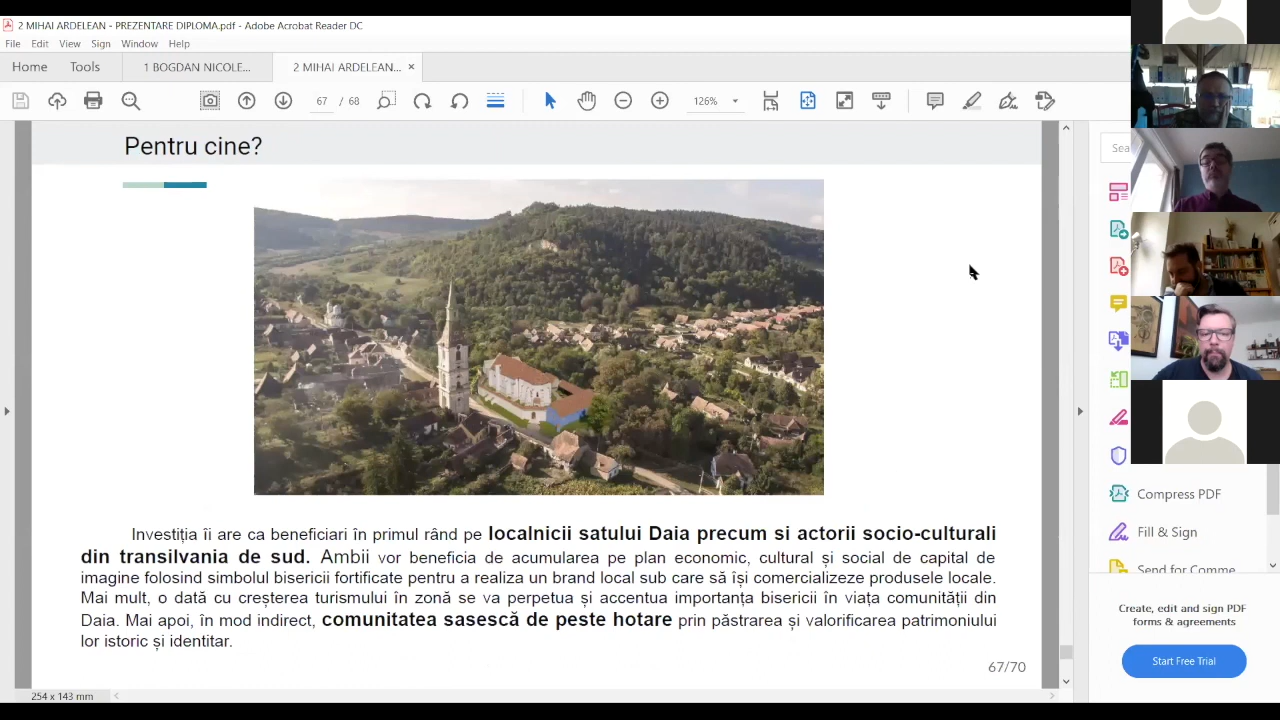 2 MIHAI ARDELEAN - PREZENTARE DIPLOMA.pdf - Adobe Acrobat Reader DC
File Edit View Sign Window Help
Home Tools 1 BOGDAN NICOLE... 2 MIHAI ARDELEAN... ×
67 / 68 126%
Sea
Pentru cine?
Investiția îi are ca beneficiari în primul rând pe localnicii satului Daia precum si actorii socio-culturali
din transilvania de sud. Ambii vor beneficia de acumularea pe plan economic, cultural și social de capital de
imagine folosind simbolul bisericii fortificate pentru a realiza un brand local sub care să își comercializeze produsele locale.
Mai mult, o dată cu creșterea turismului în zonă se va perpetua și accentua importanța bisericii în viața comunității din
Daia. Mai apoi, în mod indirect, comunitatea sasescă de peste hotare prin păstrarea și valorificarea patrimoniului
lor istoric și identitar.
67/70
254 x 143 mm
Compress PDF
Fill & Sign
Send for Comme
Create, edit and sign PDF
forms & agreements
Start Free Trial